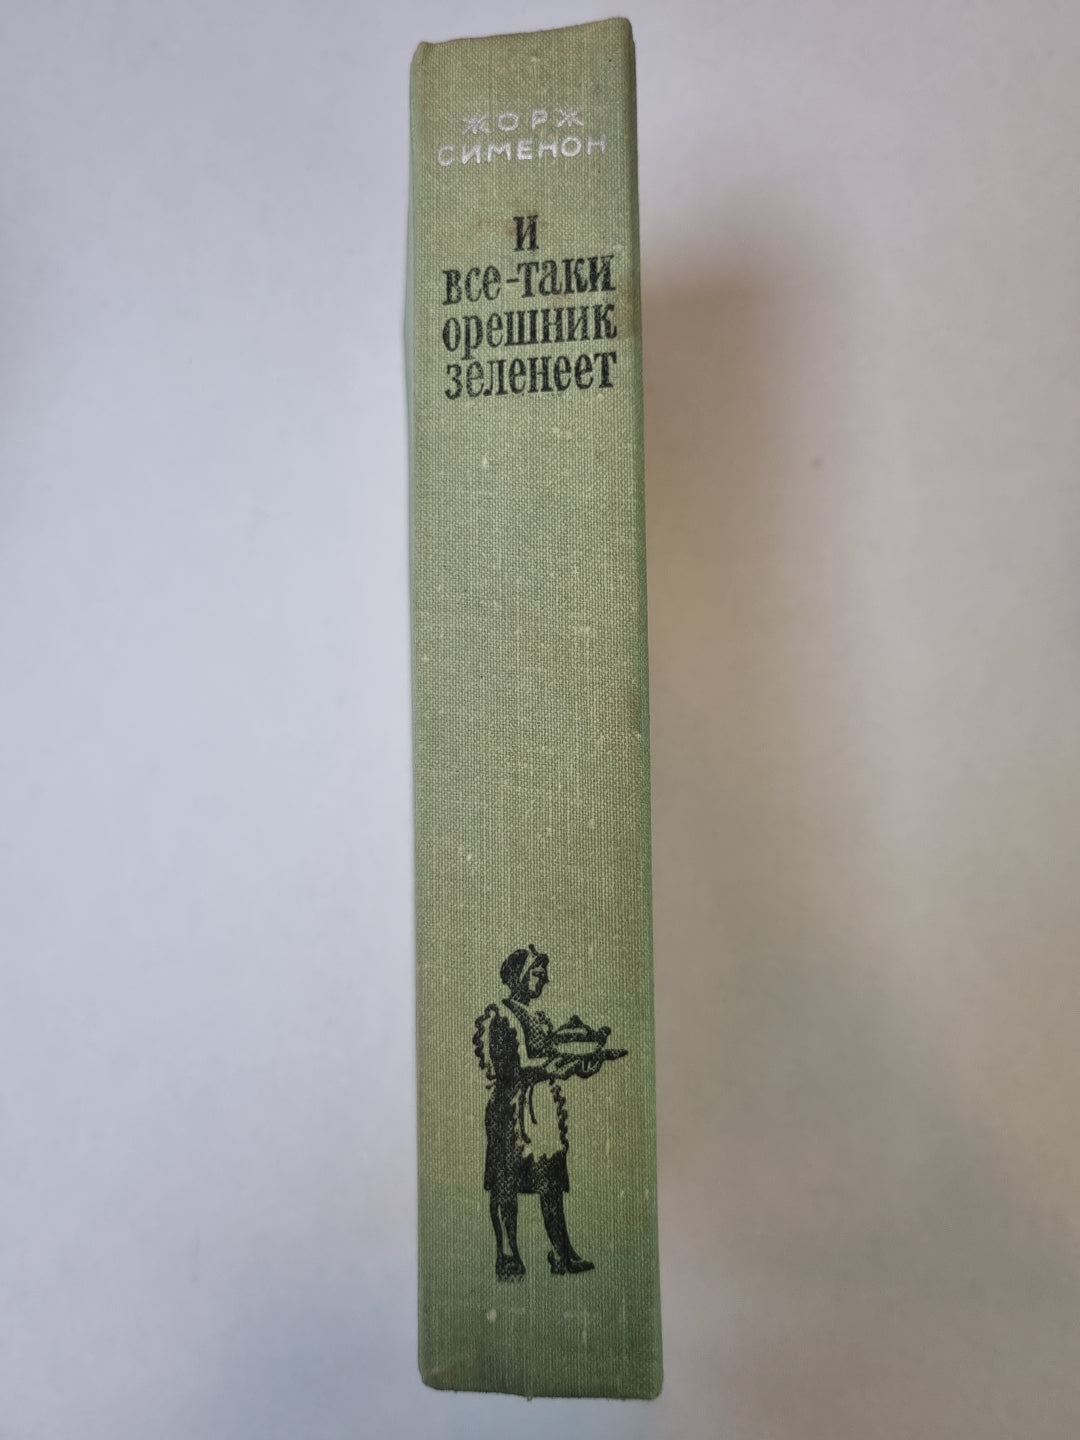 ЖОРЖ
СИМЕНОН
И
все-таки
орешник
зеленеет